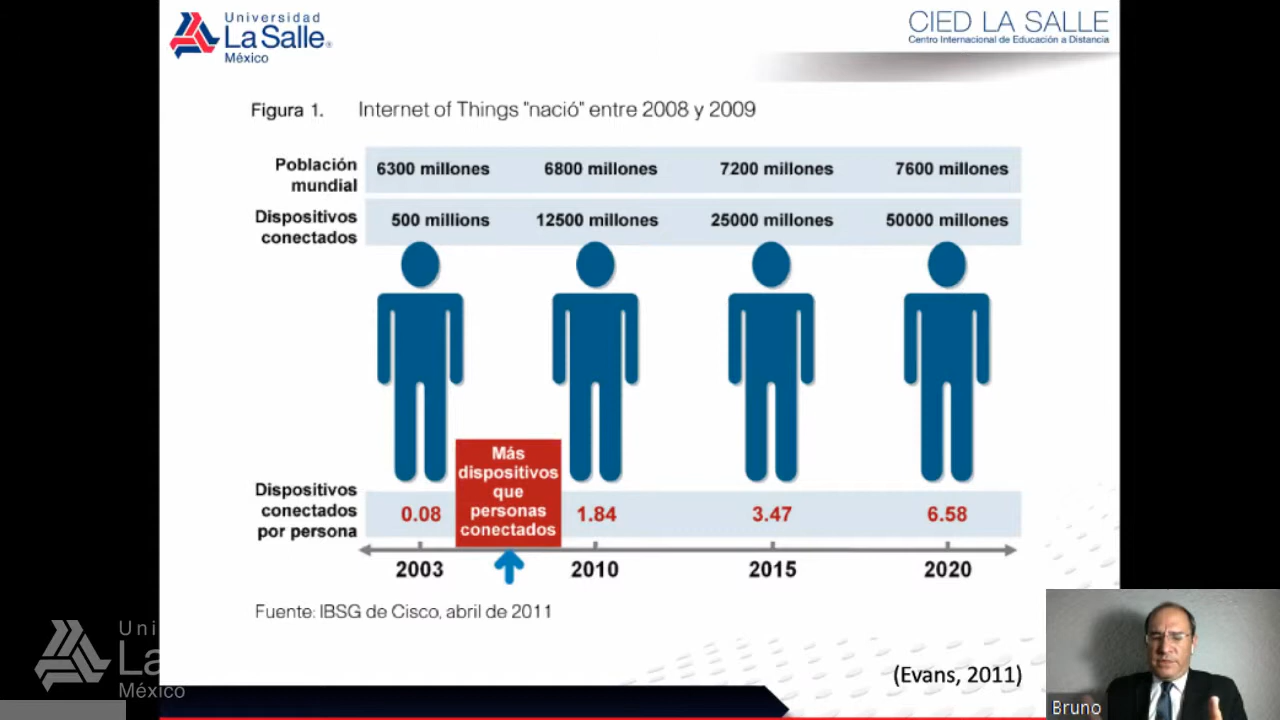 Universidad
La Salle®
México
CIED LA SALLE
Centro Internacional de Educación a Distancia
Figura 1. Internet of Things "nació" entre 2008 y 2009
Población
mundial
6300 millones 6800 millones 7200 millones 7600 millones
Dispositivos
conectados
500 millions 12500 millones 25000 millones 50000 millones
Más
dispositivos
que
personas
conectados
Dispositivos
conectados
por persona
0.08 1.84 3.47 6.58
2003 2010 2015 2020
Fuente: IBSG de Cisco, abril de 2011
(Evans, 2011)
Uni
La
México
Bruno